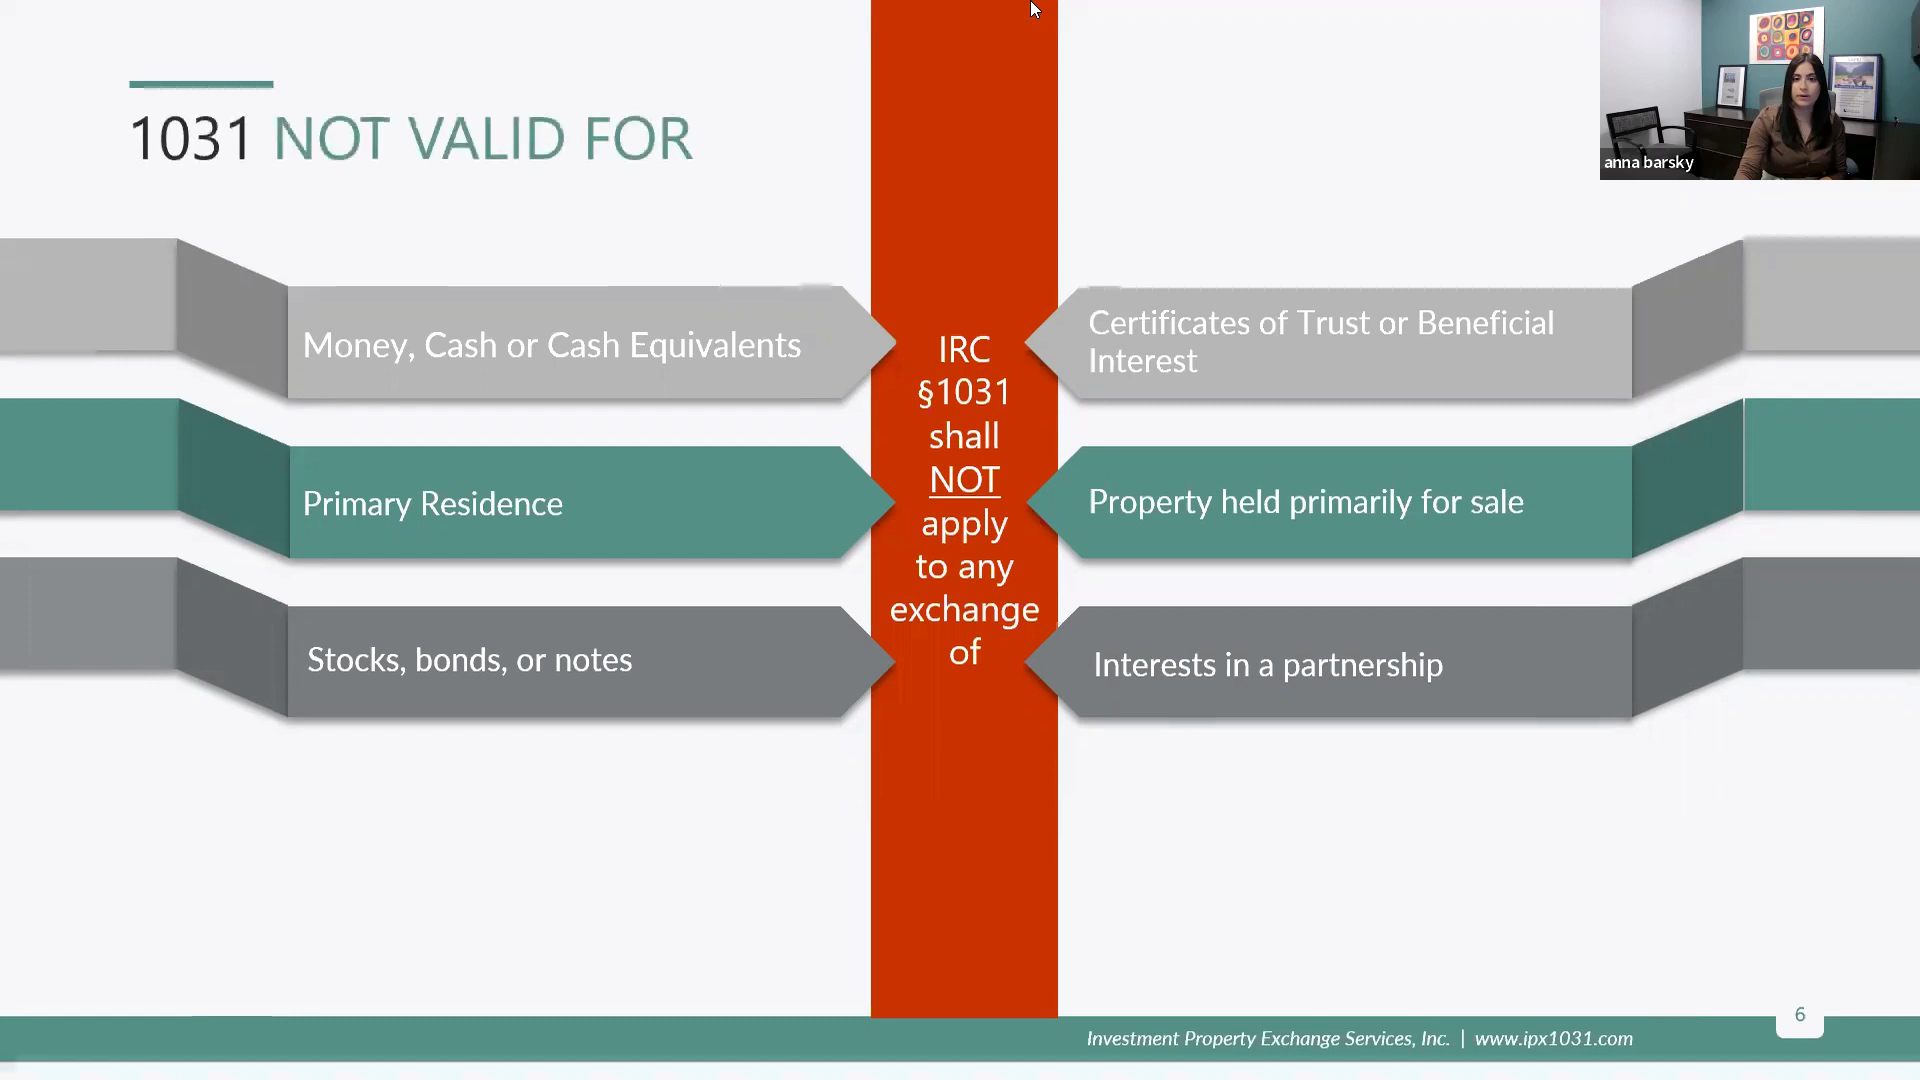 1031 NOT VALID FOR
anna barsky
Money, Cash or Cash Equivalents
Primary Residence
Stocks, bonds, or notes
IRC
§1031
shall
NOT
apply
to any
exchange
of
Certificates of Trust or Beneficial
Interest
Property held primarily for sale
Interests in a partnership
6
Investment Property Exchange Services, Inc. | www.ipx1031.com